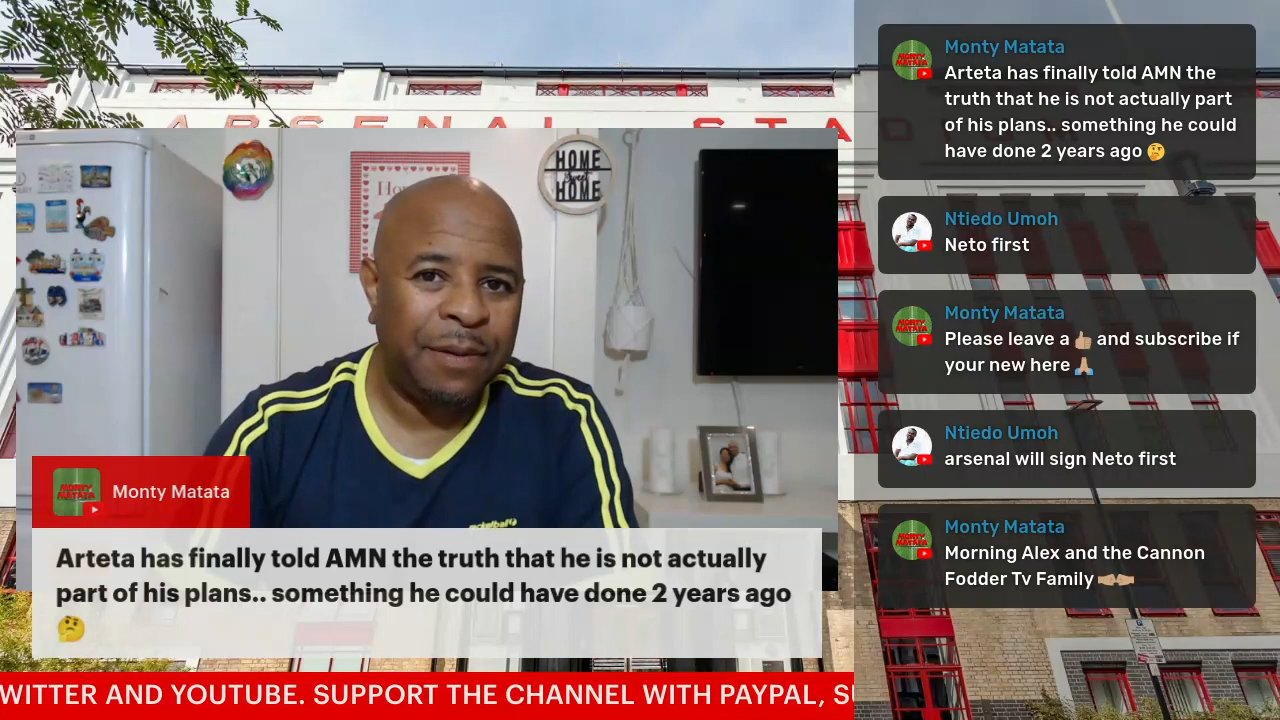 ARSENAL STA
HOME
Sweet
HOME
Monty Matata
Arteta has finally told AMN the truth that he is not actually
part of his plans.. something he could have done 2 years ago
🤔
WITTER AND YOUTUBE. SUPPORT THE CHANNEL WITH PAYPAL, S
Monty Matata
Arteta has finally told AMN the
truth that he is not actually part
of his plans.. something he could
have done 2 years ago 🤔
Ntiedo Umoh
Neto first
Monty Matata
Please leave a 👍🏽 and subscribe if
your new here 🙏🏽
Ntiedo Umoh
arsenal will sign Neto first
Monty Matata
Morning Alex and the Cannon
Fodder Tv Family 🤜🏽🤛🏽